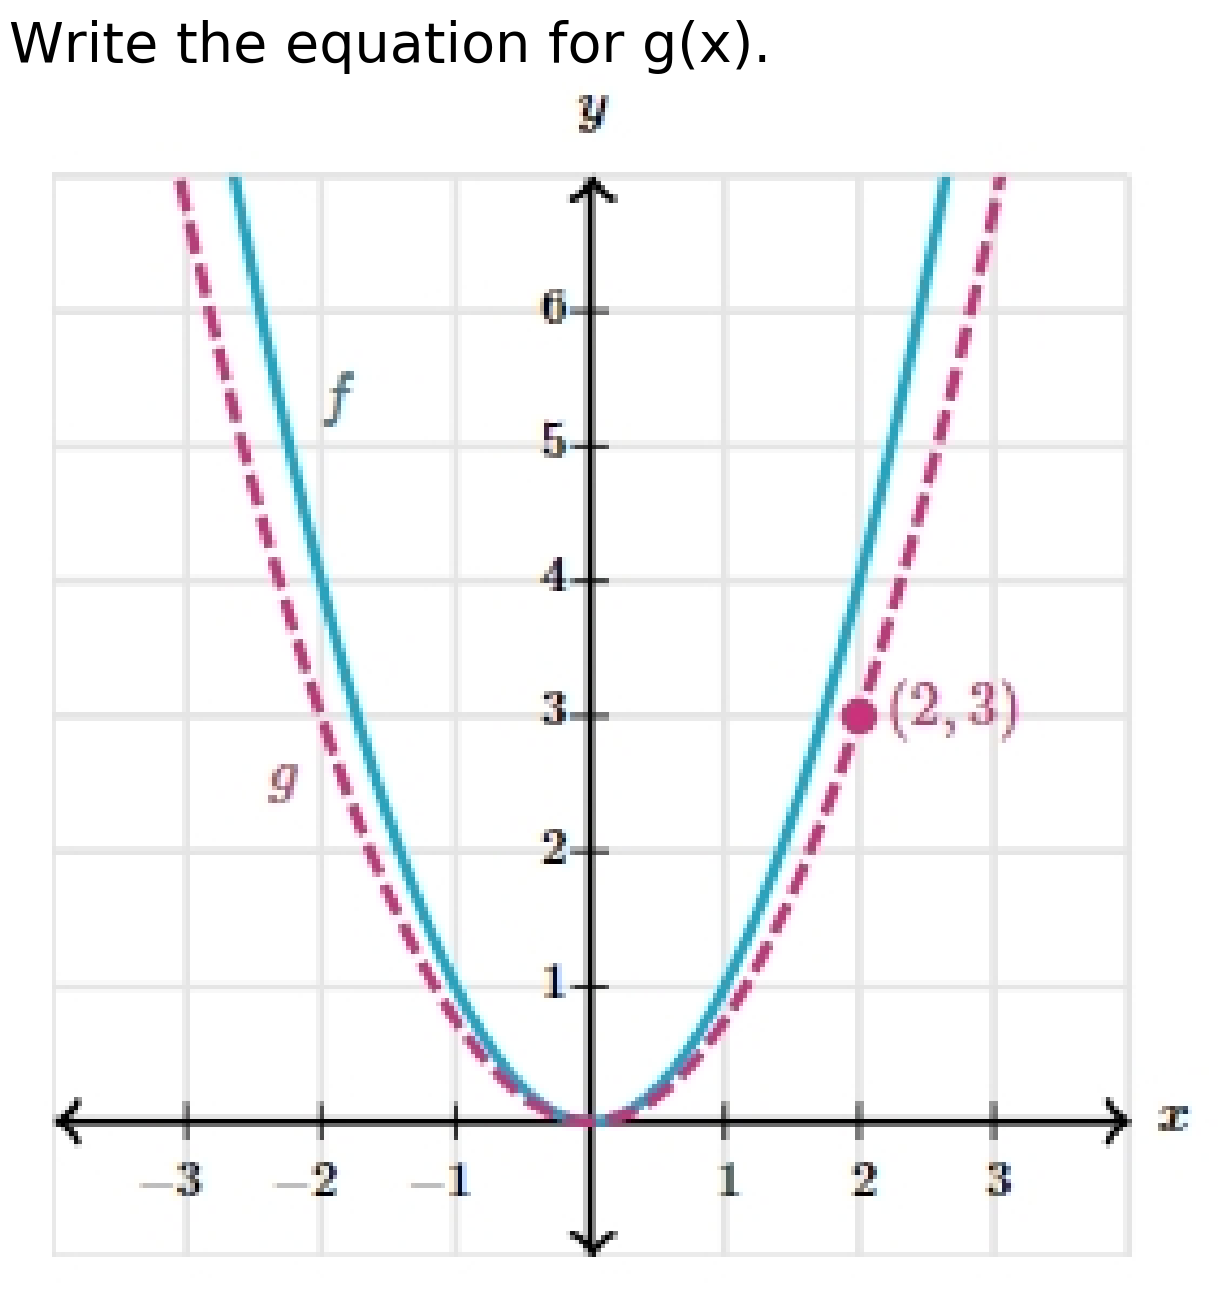 Write the equation for g(x).
y
6
f
5
4
3
(2, 3)
g
2
1
x
−3 −2 −1 1 2 3